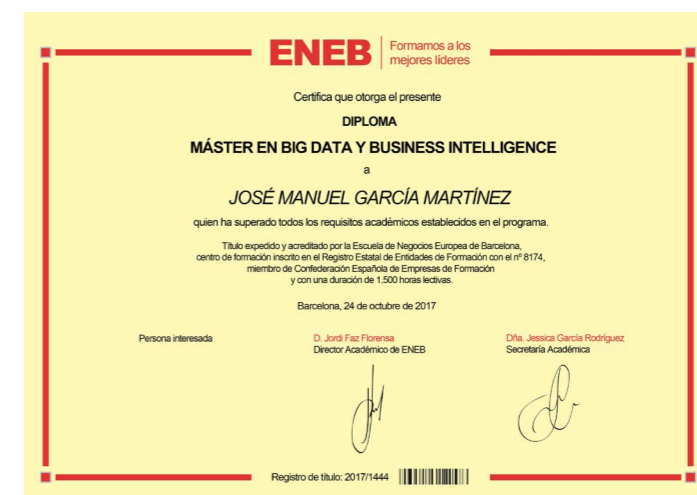 ENEB
Formamos a los
mejores líderes
Certifica que otorga el presente
DIPLOMA
MÁSTER EN BIG DATA Y BUSINESS INTELLIGENCE
a
JOSÉ MANUEL GARCÍA MARTÍNEZ
quien ha superado todos los requisitos académicos establecidos en el programa.
Título expedido y acreditado por la Escuela de Negocios Europea de Barcelona,
centro de formación inscrito en el Registro Estatal de Entidades de Formación con el nº 8174,
miembro de Confederación Española de Empresas de Formación
y con una duración de 1.500 horas lectivas.
Barcelona, 24 de octubre de 2017
Persona interesada
D. Jordi Faz Florensa
Director Académico de ENEB
Dña. Jessica García Rodríguez
Secretaría Académica
Registro de título: 2017/1444